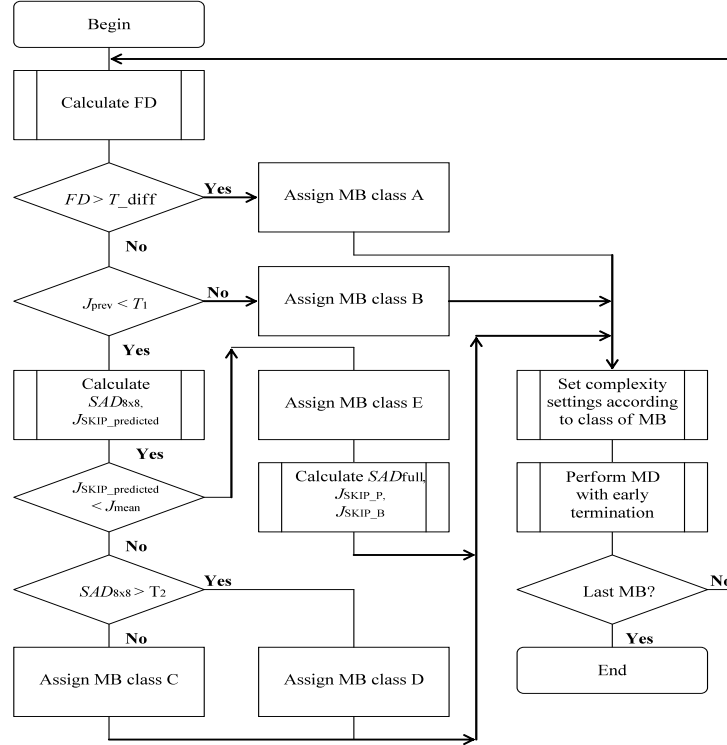 Begin
Calculate FD
FD > T_diff
Yes
Assign MB class A
No
Jprev < T1
No
Assign MB class B
Yes
Calculate
SAD8x8,
JSKIP_predicted
Assign MB class E
Set complexity
settings according
to class of MB
Yes
JSKIP_predicted
< Jmean
Calculate SADfull,
JSKIP_P,
JSKIP_B
Perform MD
with early
termination
No
SAD8x8 > T2
Yes
Last MB?
No
No
Yes
Assign MB class C
Assign MB class D
End